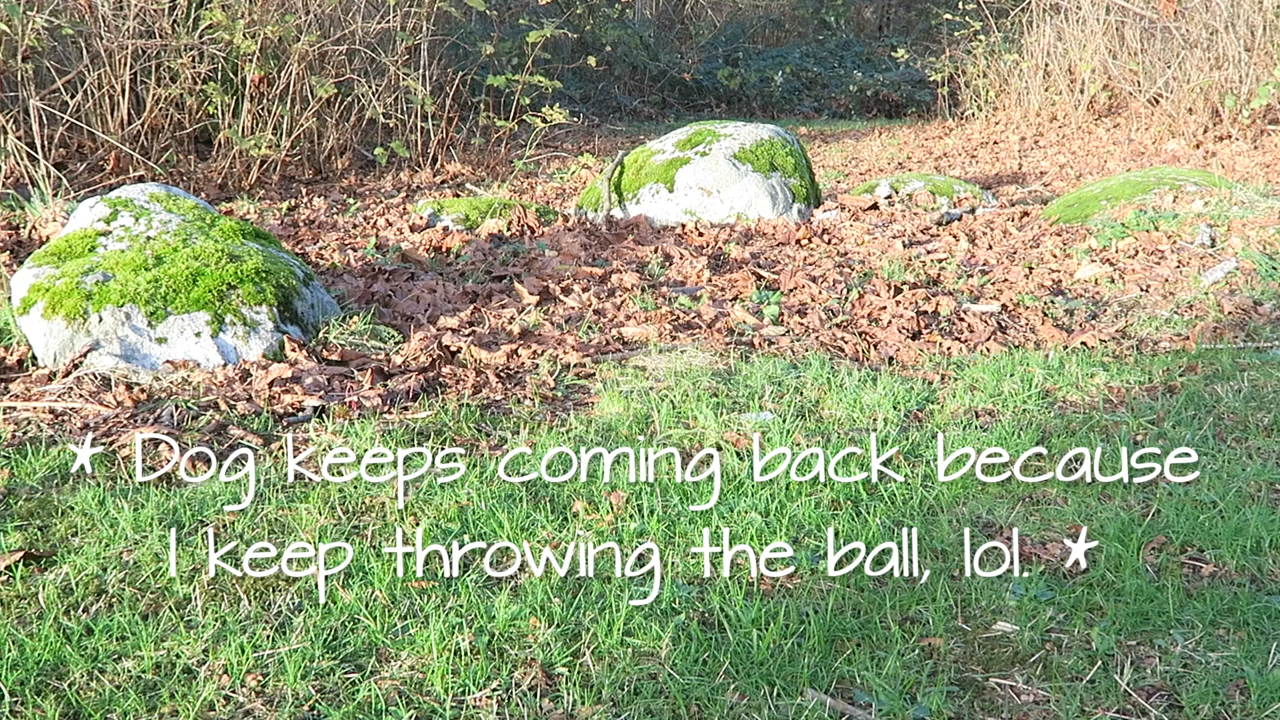 * Dog keeps coming back because
I keep throwing the ball, lol. *